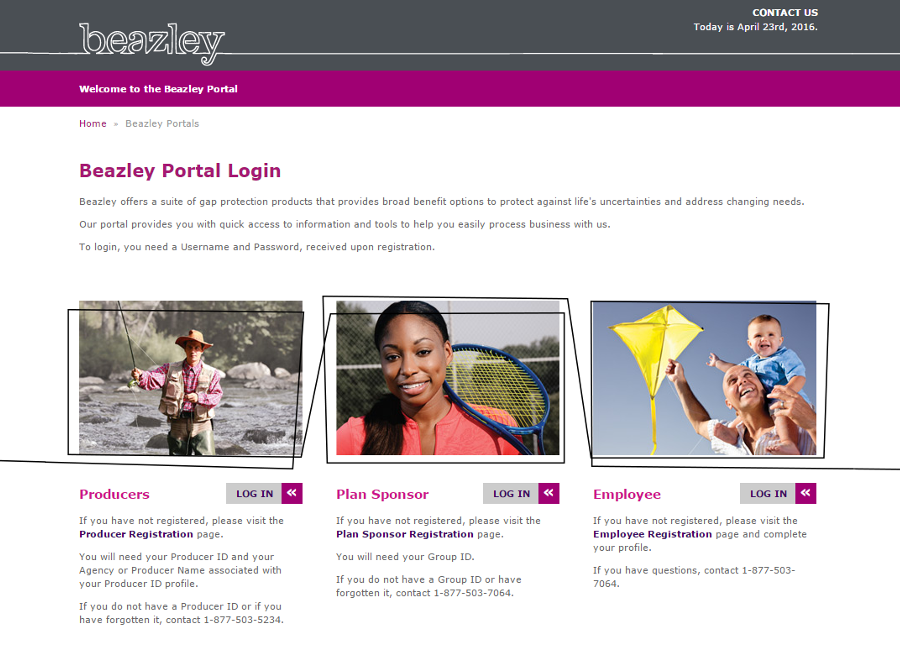 CONTACT US
Today is April 23rd, 2016.
beazley
Welcome to the Beazley Portal
Home » Beazley Portals
Beazley Portal Login
Beazley offers a suite of gap protection products that provides broad benefit options to protect against life's uncertainties and address changing needs.
Our portal provides you with quick access to information and tools to help you easily process business with us.
To login, you need a Username and Password, received upon registration.
Producers
LOG IN «
If you have not registered, please visit the
Producer Registration page.
You will need your Producer ID and your
Agency or Producer Name associated with
your Producer ID profile.
If you do not have a Producer ID or if you
have forgotten it, contact 1-877-503-5234.
Plan Sponsor
LOG IN «
If you have not registered, please visit the
Plan Sponsor Registration page.
You will need your Group ID.
If you do not have a Group ID or have
forgotten it, contact 1-877-503-7064.
Employee
LOG IN «
If you have not registered, please visit the
Employee Registration page and complete
your profile.
If you have questions, contact 1-877-503-
7064.